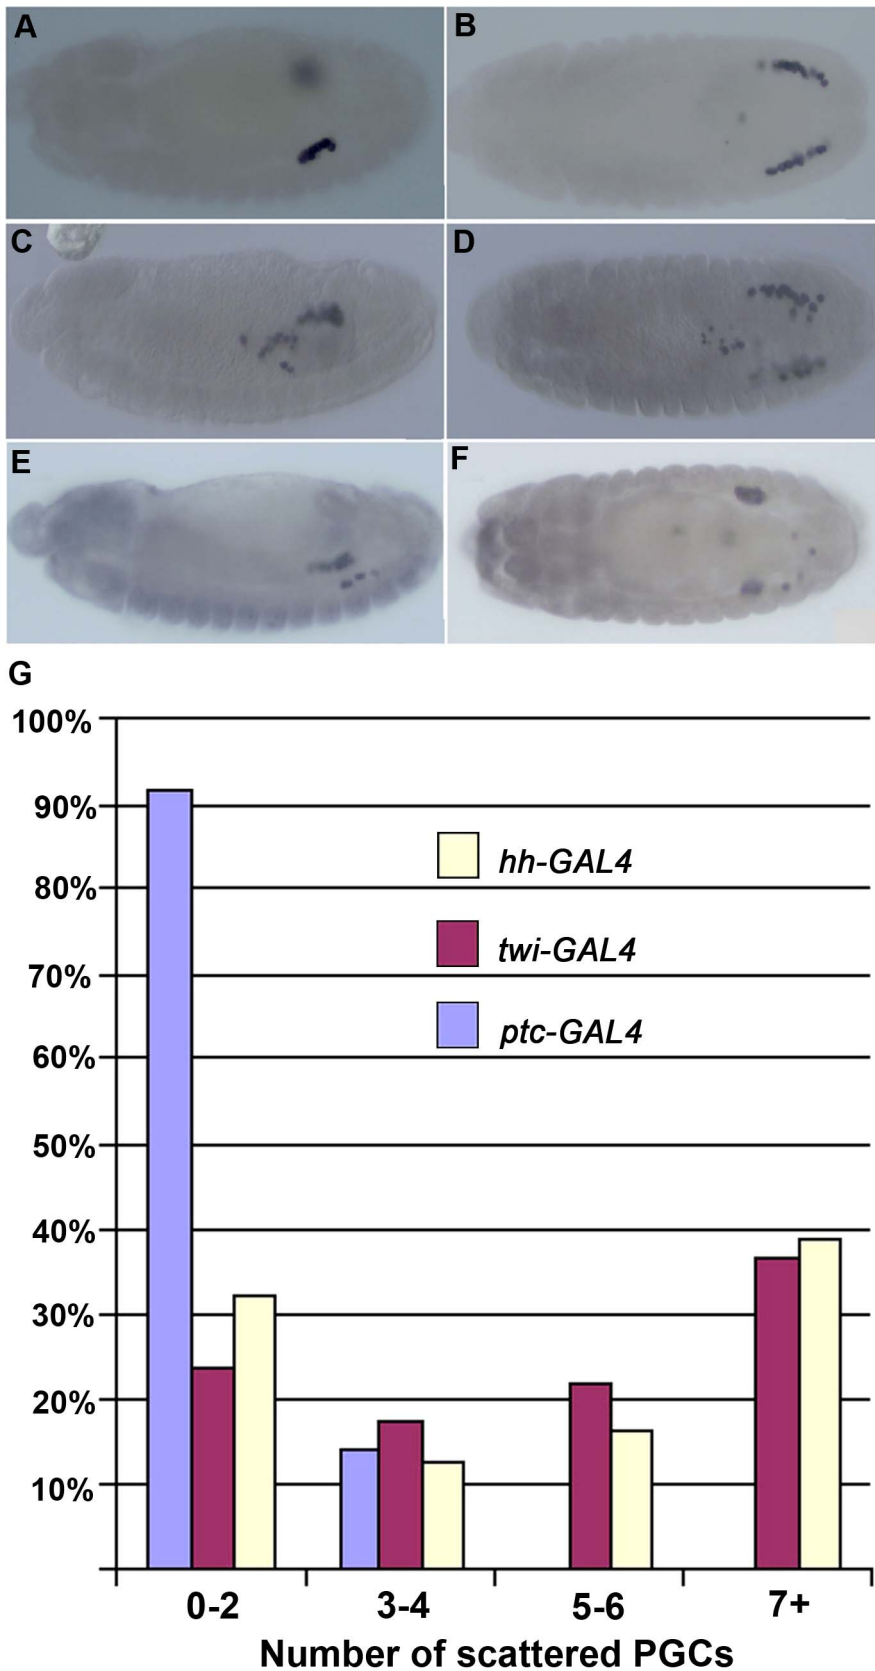 A
B
C
D
E
F
G
100%
90%
80%
70%
60%
50%
40%
30%
20%
10%
hh-GAL4
twi-GAL4
ptc-GAL4
0-2
3-4
5-6
7+
Number of scattered PGCs